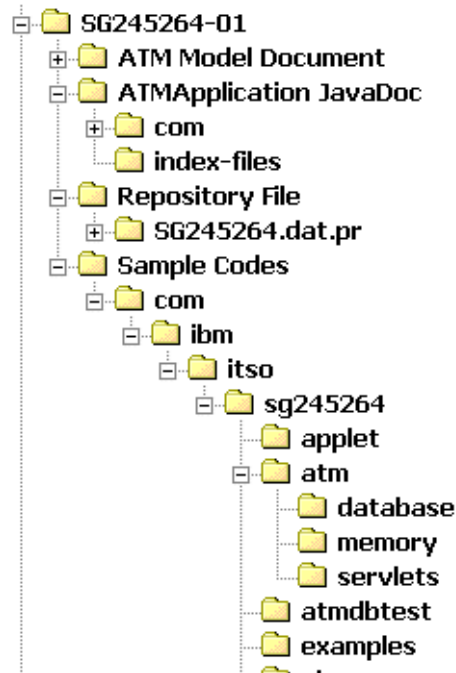 SG245264-01
ATM Model Document
ATMApplication JavaDoc
com
index-files
Repository File
SG245264.dat.pr
Sample Codes
com
ibm
itso
sg245264
applet
atm
database
memory
servlets
atmdbtest
examples